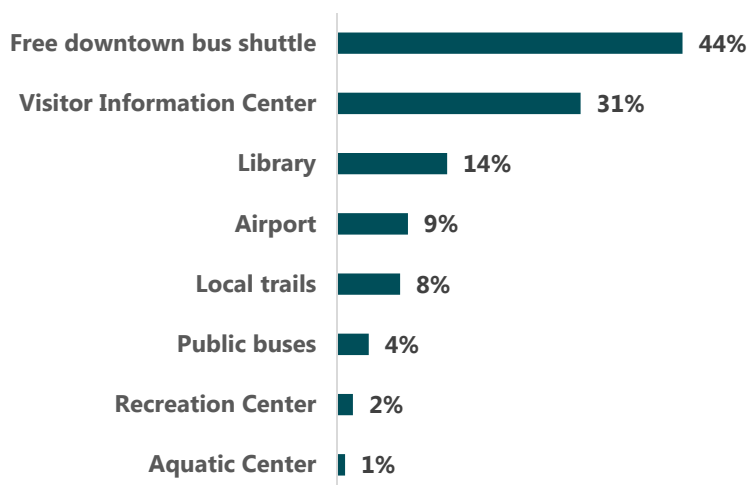 Free downtown bus shuttle 44%
Visitor Information Center 31%
Library 14%
Airport 9%
Local trails 8%
Public buses 4%
Recreation Center 2%
Aquatic Center 1%